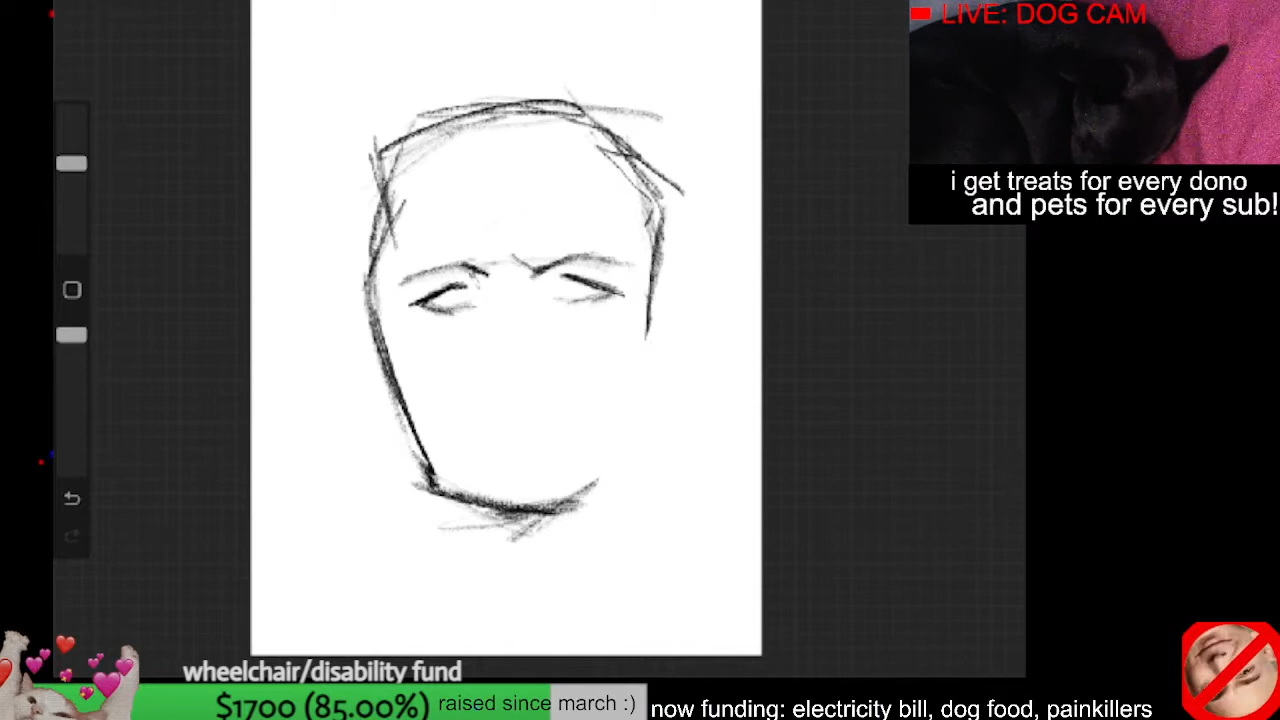 LIVE: DOG CAM
i get treats for every dono
and pets for every sub!
wheelchair/disability fund
$1700 (85.00%)
raised since march :)
now funding: electricity bill, dog food, painkillers